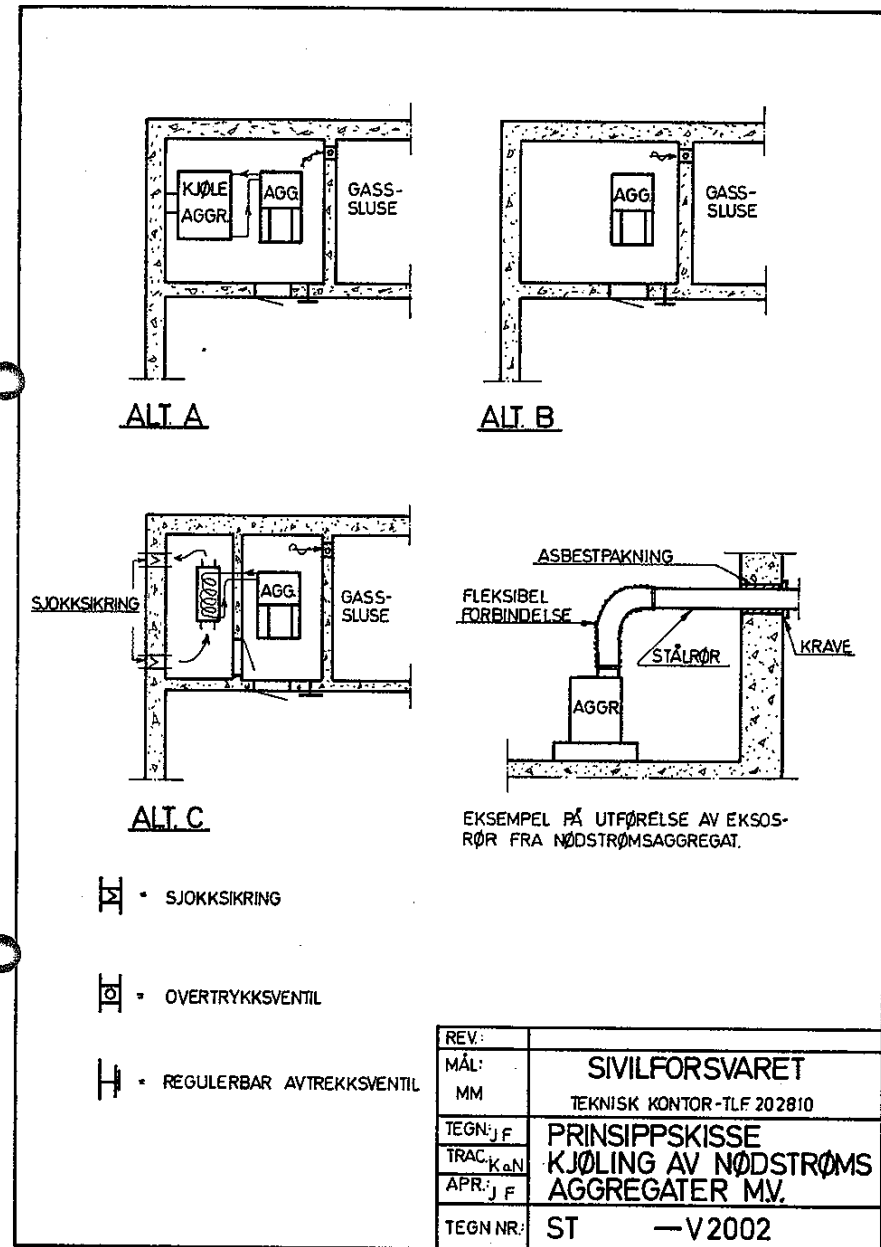 KJØLE
AGGR.
AGG.
GASS-
SLUSE
ALT. A
AGG.
GASS-
SLUSE
ALT. B
SJOKKSIKRING
AGG.
GASS-
SLUSE
ALT. C
ASBESTPAKNING
FLEKSIBEL
FORBINDELSE
STÅLRØR
KRAVE
AGGR.
EKSEMPEL PÅ UTFØRELSE AV EKSOS-
RØR FRA NØDSTRØMSAGGREGAT.
= SJOKKSIKRING
= OVERTRYKKSVENTIL
= REGULERBAR AVTREKKSVENTIL
REV.:
MÅL:
MM
SIVILFORSVARET
TEKNISK KONTOR-TLF. 202810
TEGN.: J F
TRAC.: K a N
APR.: J F
PRINSIPPSKISSE
KJØLING AV NØDSTRØMS
AGGREGATER M.V.
TEGN NR.: ST —V2002